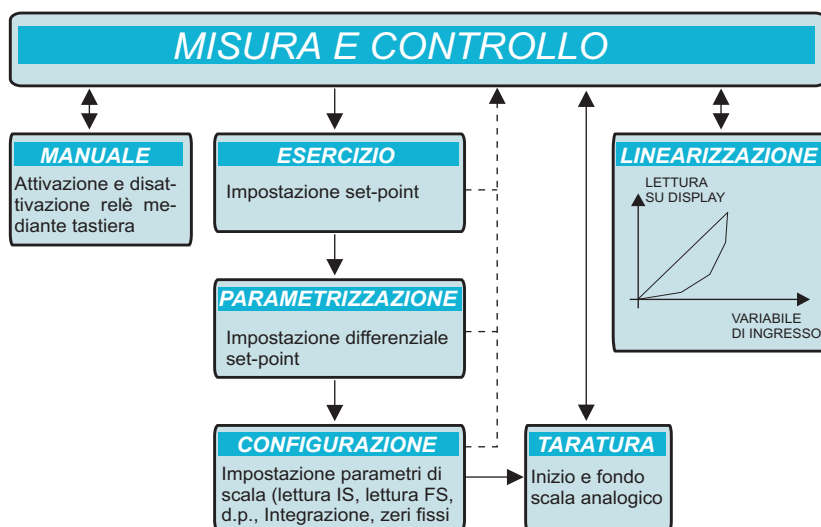 MISURA E CONTROLLO
MANUALE
Attivazione e disat-
tivazione relè me-
diante tastiera
ESERCIZIO
Impostazione set-point
LINEARIZZAZIONE
LETTURA
SU DISPLAY
VARIABILE
DI INGRESSO
PARAMETRIZZAZIONE
Impostazione differenziale
set-point
CONFIGURAZIONE
Impostazione parametri di
scala (lettura IS, lettura FS,
d.p., Integrazione, zeri fissi
TARATURA
Inizio e fondo
scala analogico